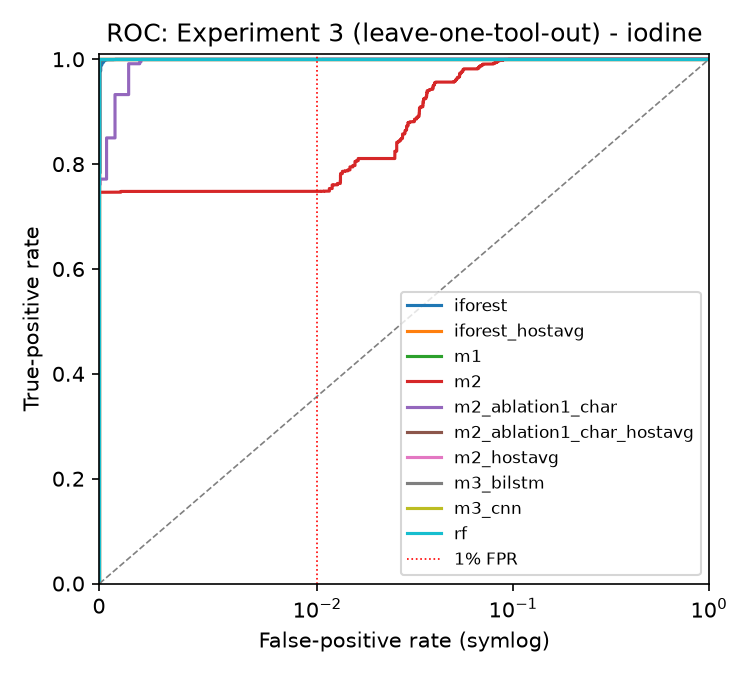 ROC: Experiment 3 (leave-one-tool-out) - iodine
True-positive rate
1.0
0.8
0.6
0.4
0.2
0.0
iforest
iforest_hostavg
m1
m2
m2_ablation1_char
m2_ablation1_char_hostavg
m2_hostavg
m3_bilstm
m3_cnn
rf
1% FPR
0 10⁻² 10⁻¹ 10⁰
False-positive rate (symlog)